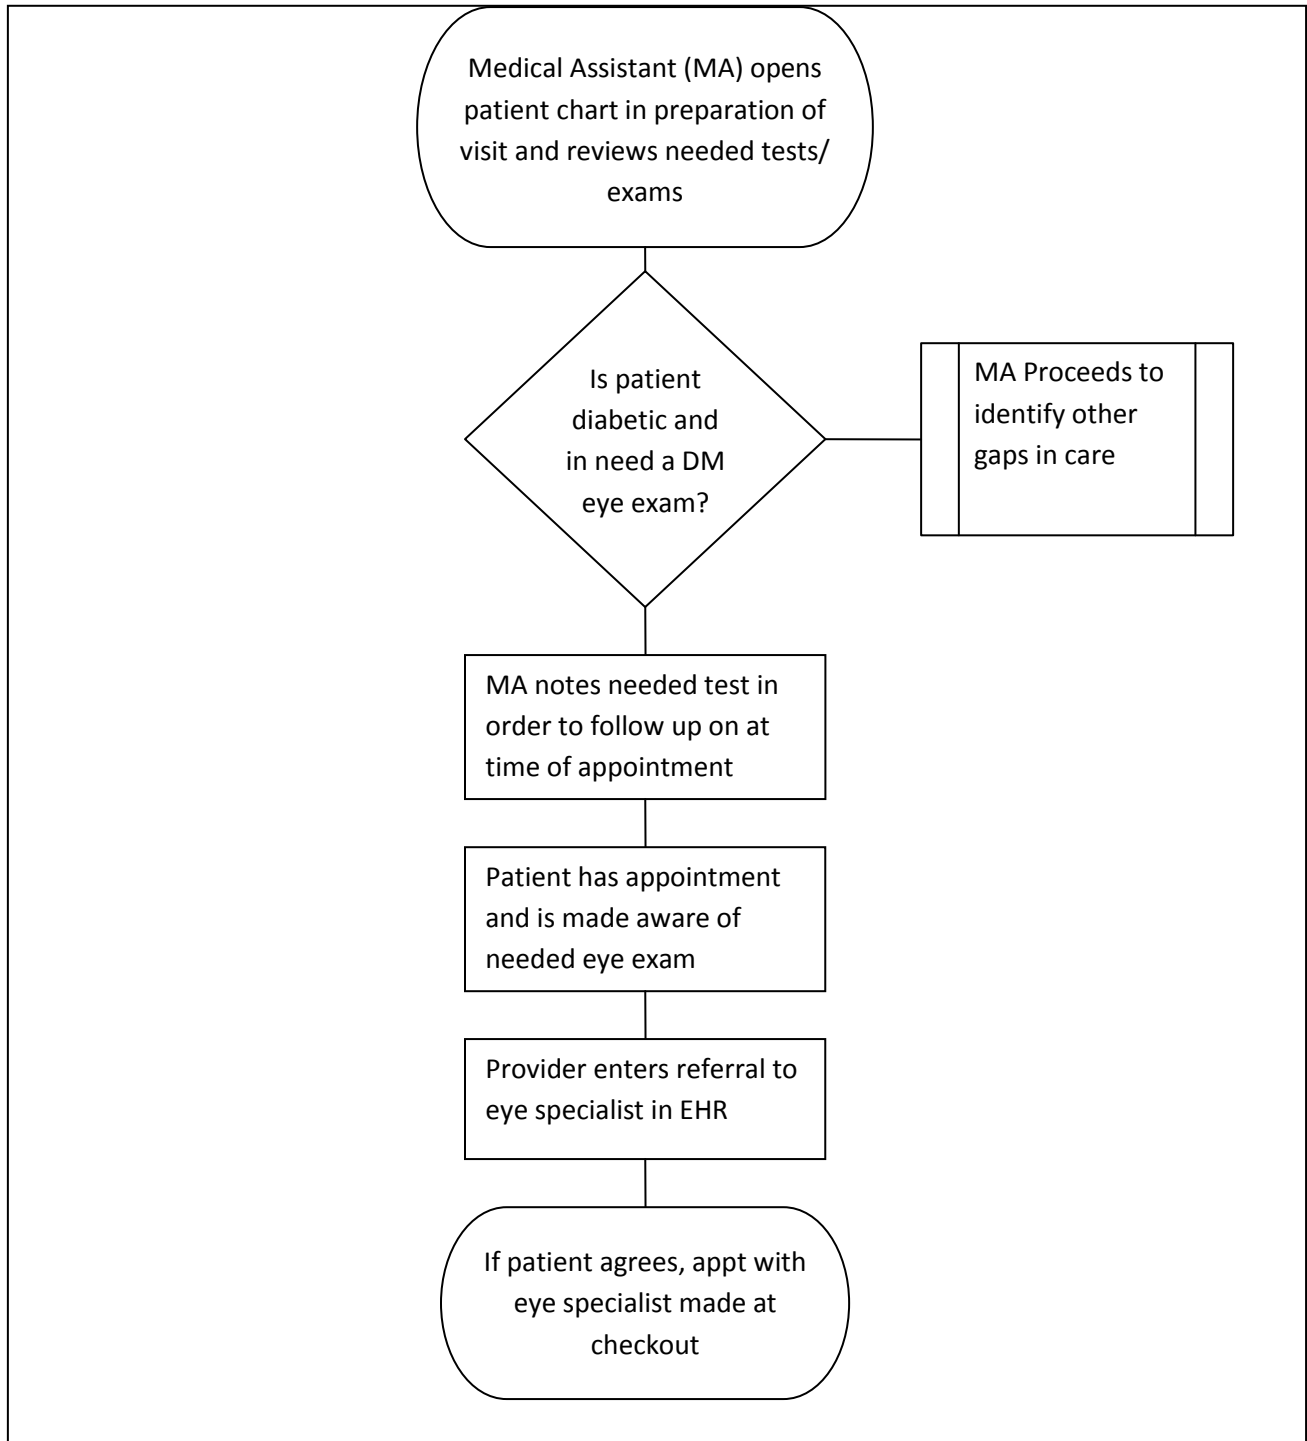 Medical Assistant (MA) opens
patient chart in preparation of
visit and reviews needed tests/
exams
Is patient
diabetic and
in need a DM
eye exam?
MA Proceeds to
identify other
gaps in care
MA notes needed test in
order to follow up on at
time of appointment
Patient has appointment
and is made aware of
needed eye exam
Provider enters referral to
eye specialist in EHR
If patient agrees, appt with
eye specialist made at
checkout